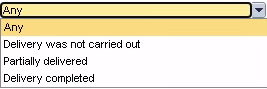 Any
Any
Delivery was not carried out
Partially delivered
Delivery completed